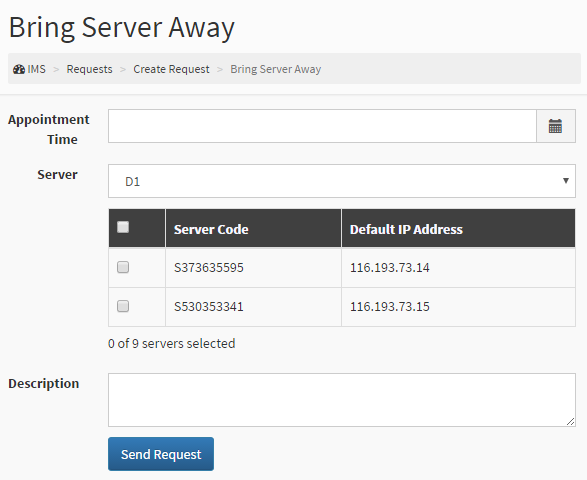 Bring Server Away
IMS > Requests > Create Request > Bring Server Away
Appointment
Time
Server
D1
Server Code Default IP Address
S373635595 116.193.73.14
S530353341 116.193.73.15
0 of 9 servers selected
Description
Send Request